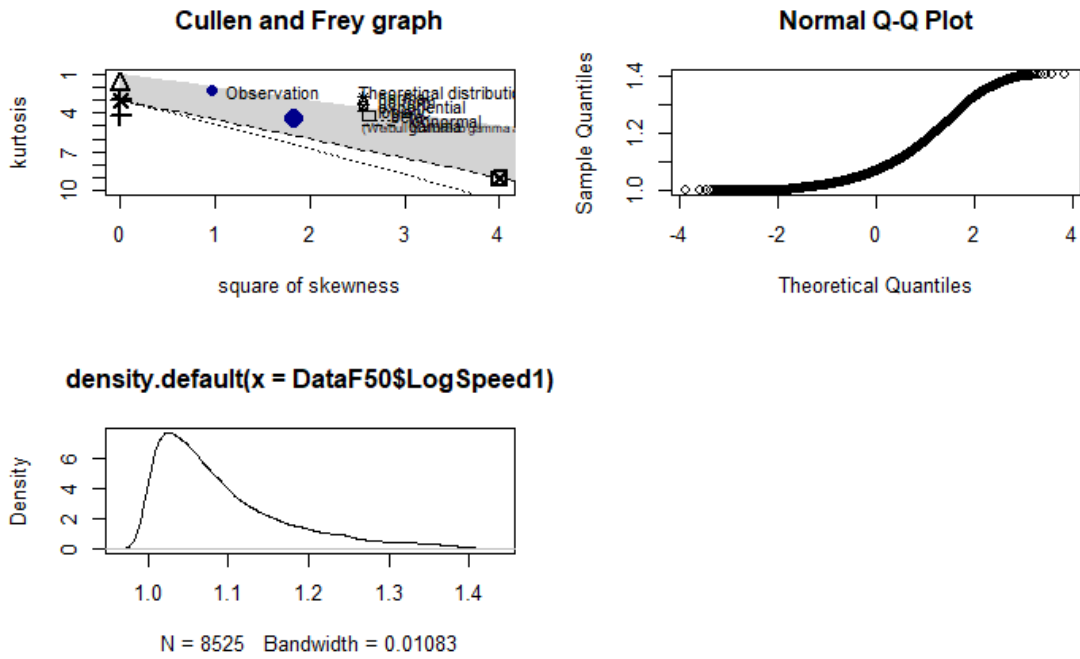 Cullen and Frey graph
kurtosis
1
4
7
10
Observation
Theoretical distributio
0 1 2 3 4
square of skewness
Normal Q-Q Plot
Sample Quantiles
1.4
1.2
1.0
-4 -2 0 2 4
Theoretical Quantiles
density.default(x = DataF50$LogSpeed1)
Density
6
4
2
0
1.0 1.1 1.2 1.3 1.4
N = 8525 Bandwidth = 0.01083